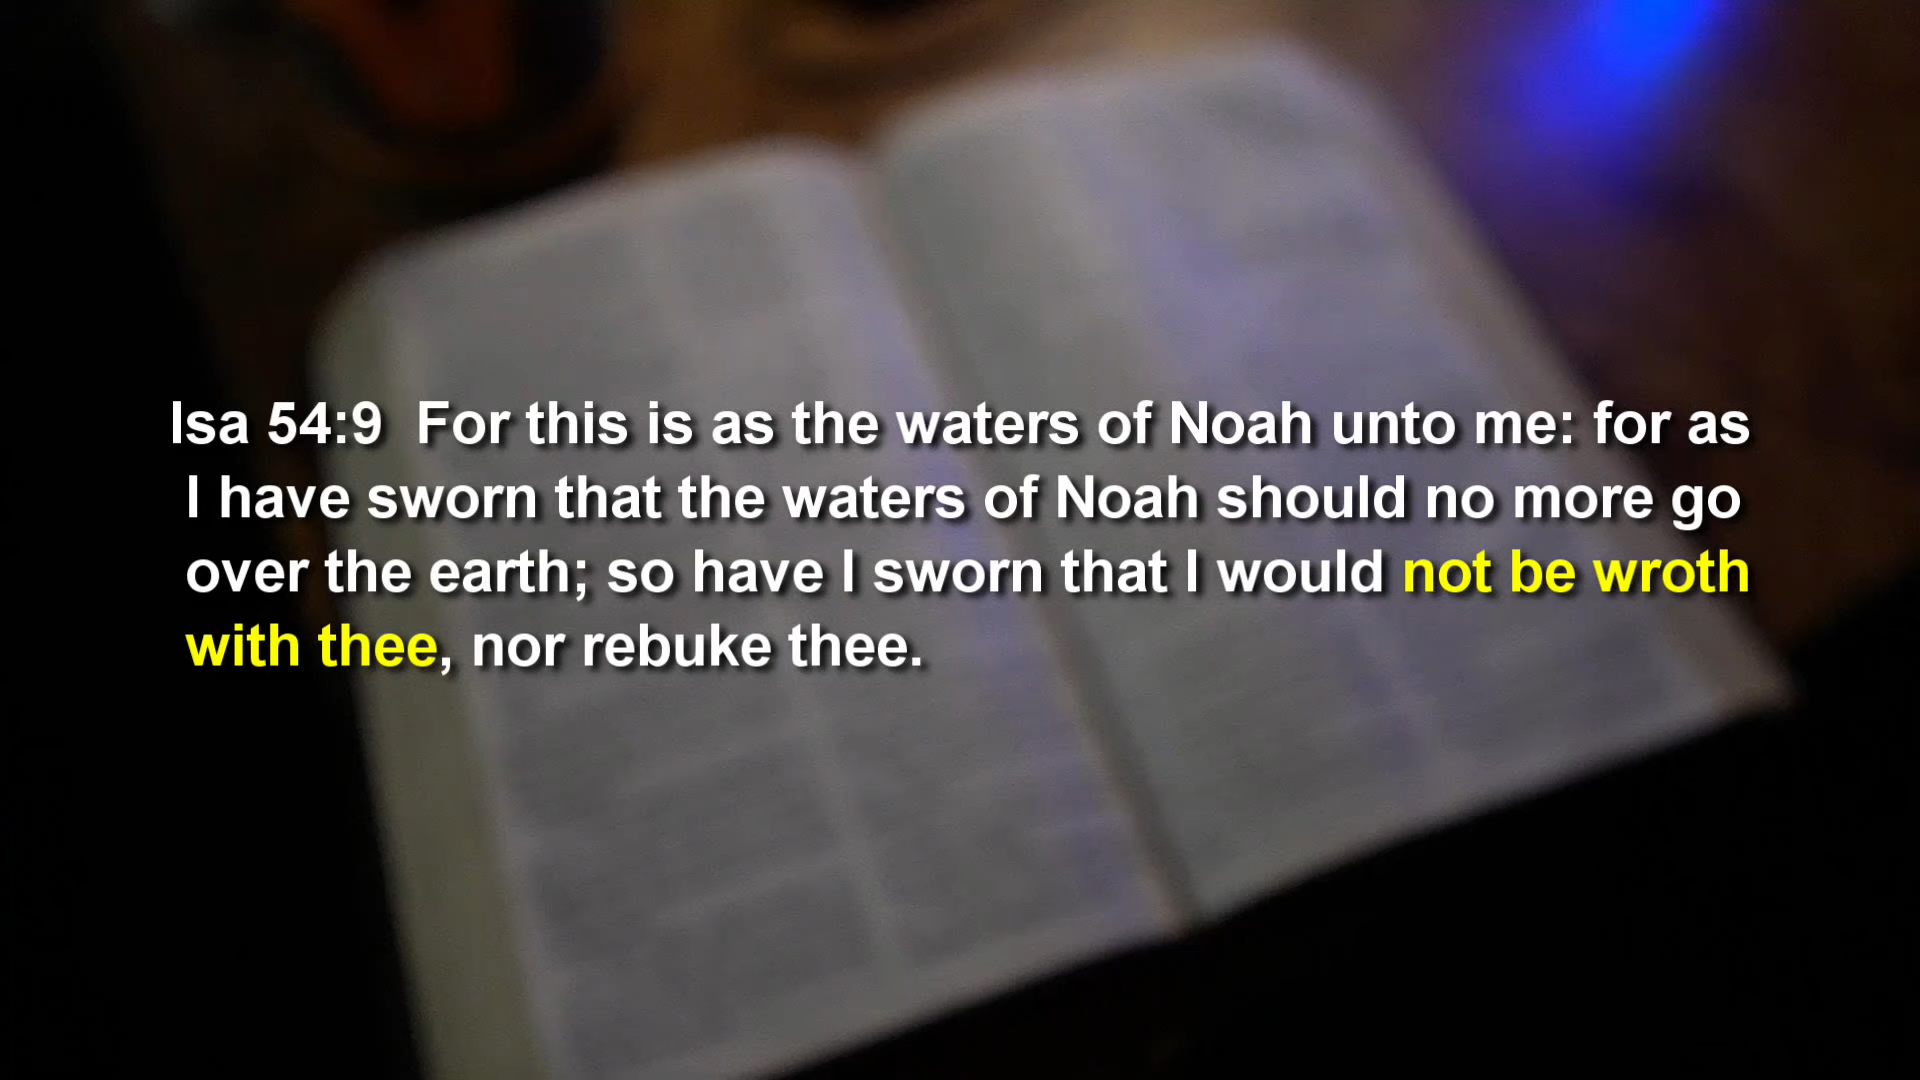 Isa 54:9  For this is as the waters of Noah unto me: for as
I have sworn that the waters of Noah should no more go
over the earth; so have I sworn that I would not be wroth
with thee, nor rebuke thee.